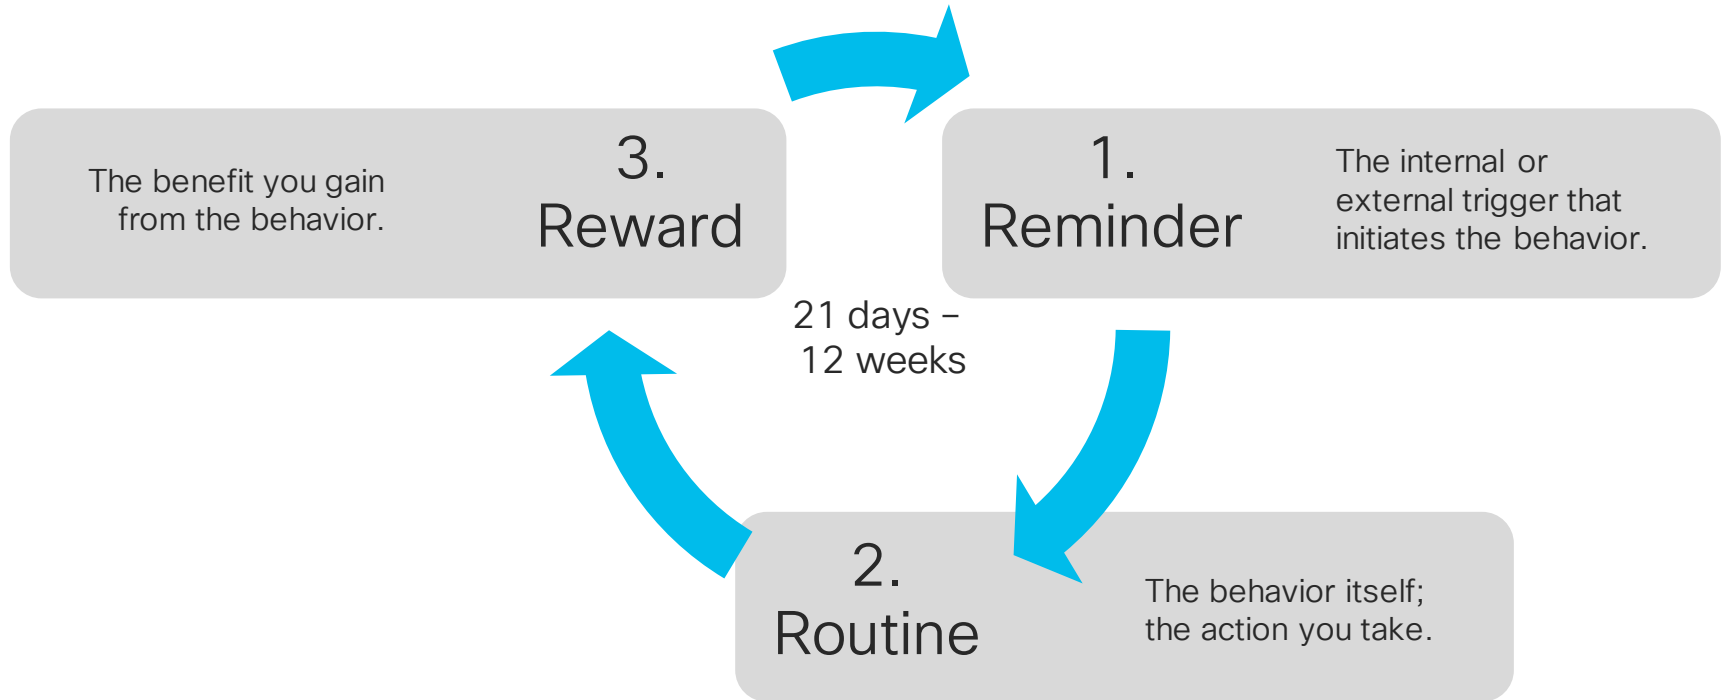 1.
Reminder
The internal or
external trigger that
initiates the behavior.
2.
Routine
The behavior itself;
the action you take.
3.
Reward
The benefit you gain
from the behavior.
21 days –
12 weeks